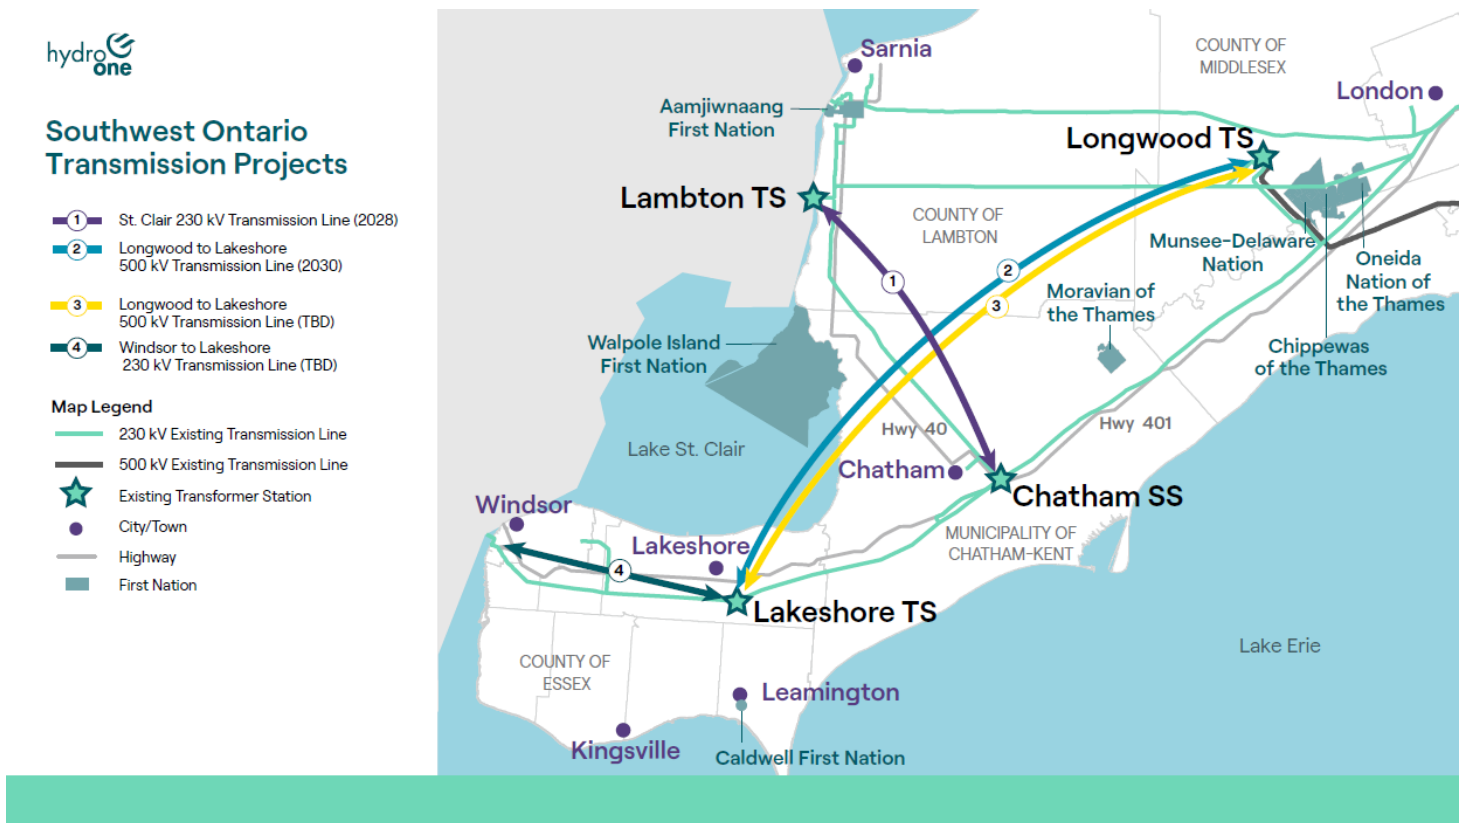 hydro
one
Southwest Ontario
Transmission Projects
1 St. Clair 230 kV Transmission Line (2028)
2 Longwood to Lakeshore
500 kV Transmission Line (2030)
3 Longwood to Lakeshore
500 kV Transmission Line (TBD)
4 Windsor to Lakeshore
230 kV Transmission Line (TBD)
Map Legend
230 kV Existing Transmission Line
500 kV Existing Transmission Line
Existing Transformer Station
City/Town
Highway
First Nation
Sarnia
COUNTY OF
MIDDLESEX
London
Aamjiwnaang
First Nation
Longwood TS
Lambton TS
COUNTY OF
LAMBTON
Munsee-Delaware
Nation
Oneida
Nation of
the Thames
2
1
3
Moravian of
the Thames
Walpole Island
First Nation
Chippewas
of the Thames
Hwy 40
Hwy 401
Lake St. Clair
Chatham
Chatham SS
Windsor
MUNICIPALITY OF
CHATHAM-KENT
Lakeshore
4
Lakeshore TS
Lake Erie
COUNTY OF
ESSEX
Leamington
Kingsville
Caldwell First Nation